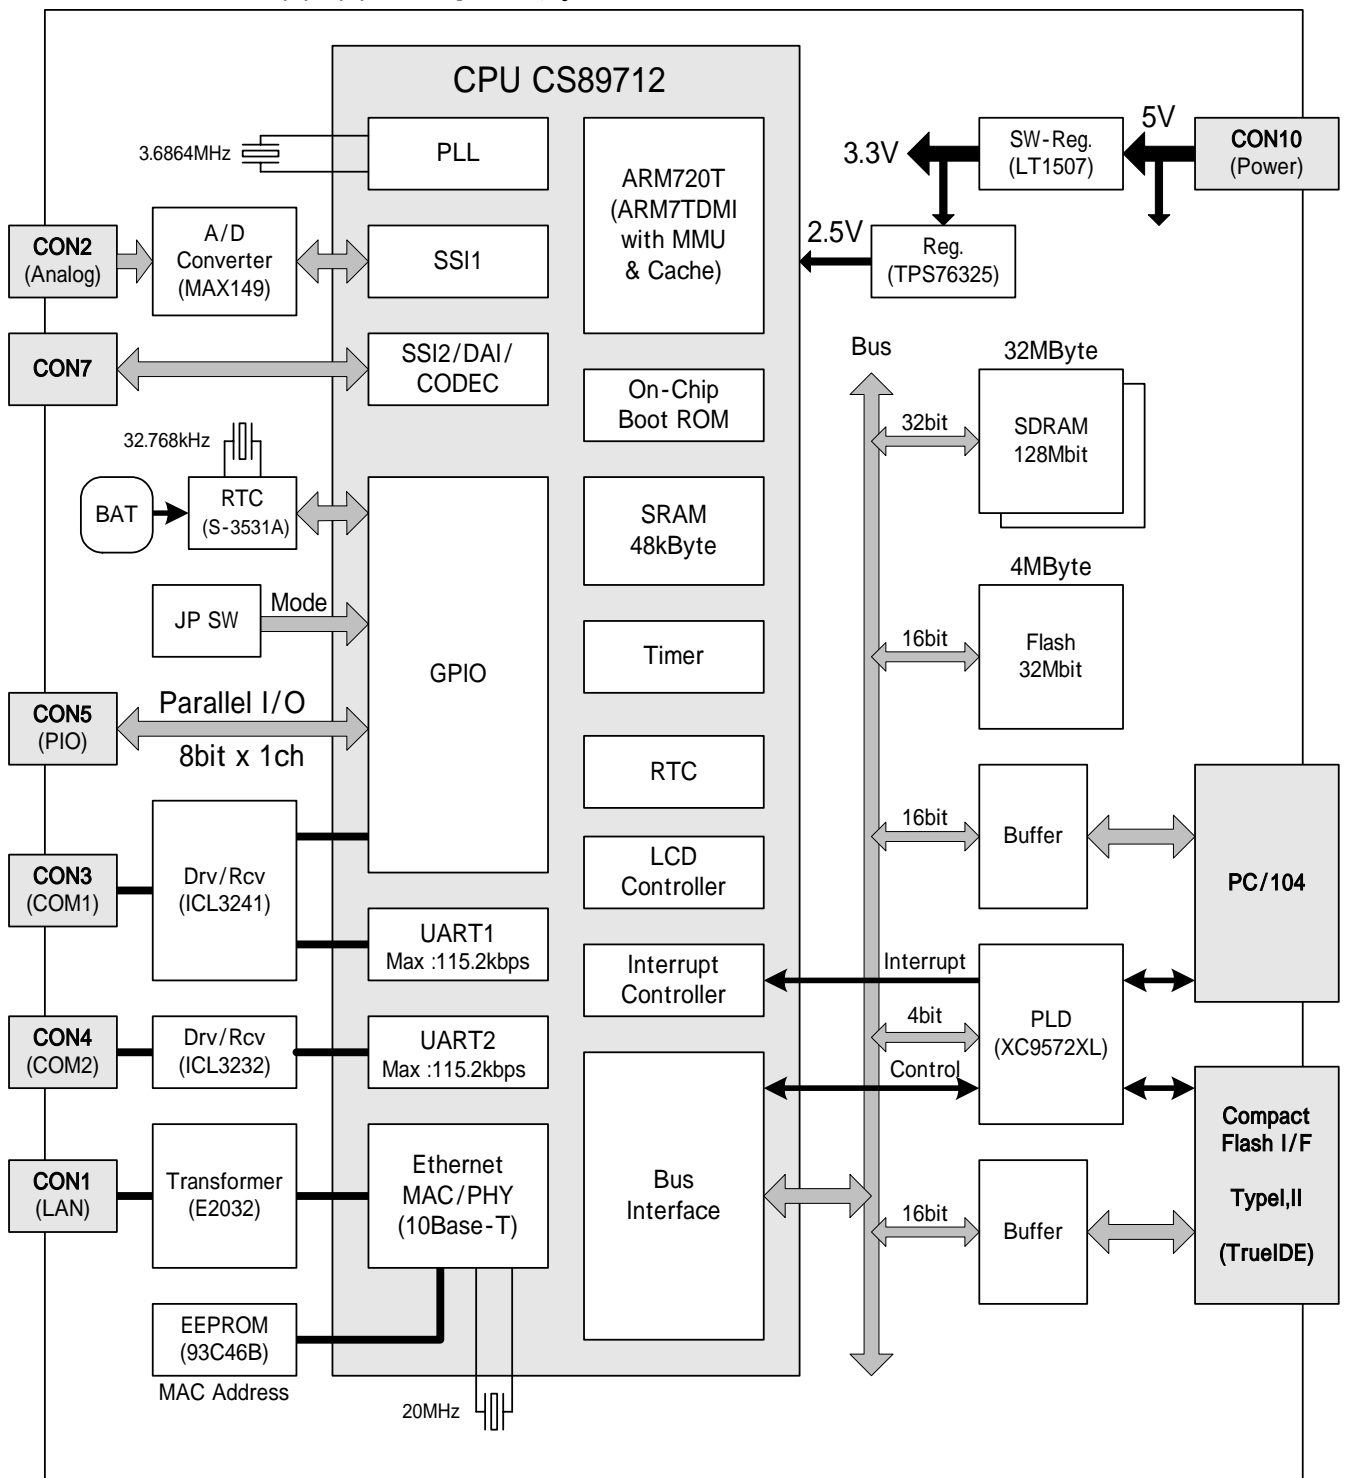 CPU CS89712
3.6864MHz
PLL
ARM720T
(ARM7TDMI
with MMU
& Cache)
3.3V
SW-Reg.
(LT1507)
5V
CON10
(Power)
CON2
(Analog)
A/D
Converter
(MAX149)
SSI1
2.5V
Reg.
(TPS76325)
CON7
SSI2/DAI/
CODEC
On-Chip
Boot ROM
Bus
32MByte
32bit
SDRAM
128Mbit
32.768kHz
BAT
RTC
(S-3531A)
SRAM
48kByte
4MByte
JP SW
Mode
GPIO
Timer
16bit
Flash
32Mbit
CON5
(PIO)
Parallel I/O
8bit x 1ch
RTC
16bit
Buffer
PC/104
CON3
(COM1)
Drv/Rcv
(ICL3241)
LCD
Controller
UART1
Max :115.2kbps
Interrupt
Controller
Interrupt
4bit
Control
PLD
(XC9572XL)
CON4
(COM2)
Drv/Rcv
(ICL3232)
UART2
Max :115.2kbps
Compact
Flash I/F
TypeI,II
(TrueIDE)
CON1
(LAN)
Transformer
(E2032)
Ethernet
MAC/PHY
(10Base-T)
Bus
Interface
16bit
Buffer
EEPROM
(93C46B)
MAC Address
20MHz